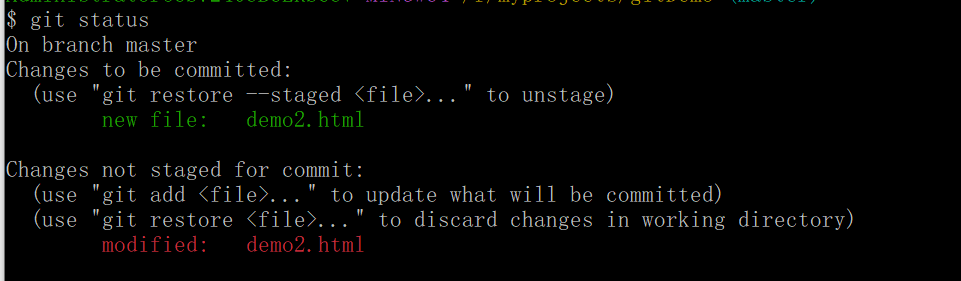 $ git status
On branch master
Changes to be committed:
  (use "git restore --staged <file>..." to unstage)
        new file:   demo2.html

Changes not staged for commit:
  (use "git add <file>..." to update what will be committed)
  (use "git restore <file>..." to discard changes in working directory)
        modified:   demo2.html